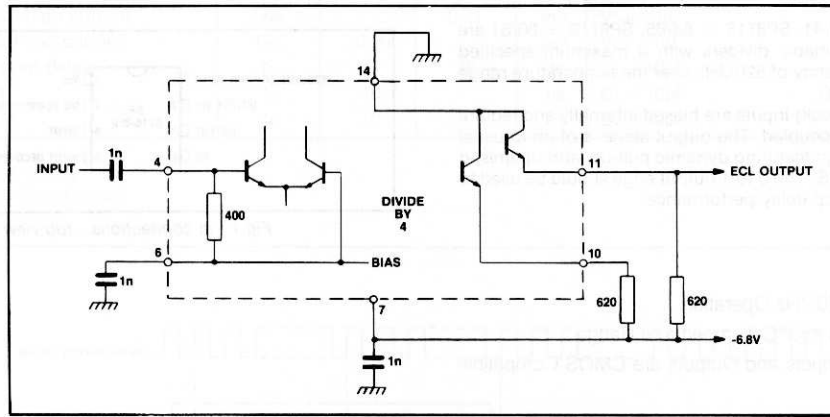 14
11
ECL OUTPUT
INPUT
1n
4
400
DIVIDE
BY
4
6
BIAS
10
1n
620
620
7
1n
-6.8V